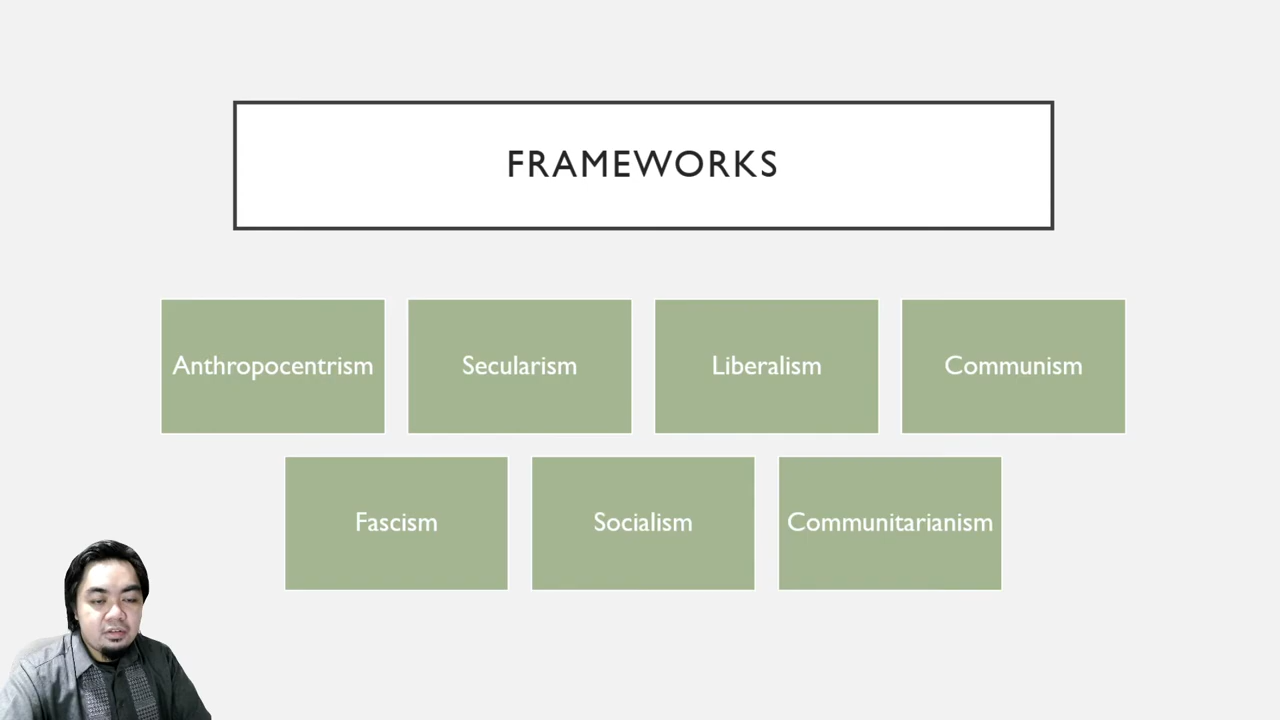 FRAMEWORKS
Anthropocentrism
Secularism
Liberalism
Communism
Fascism
Socialism
Communitarianism